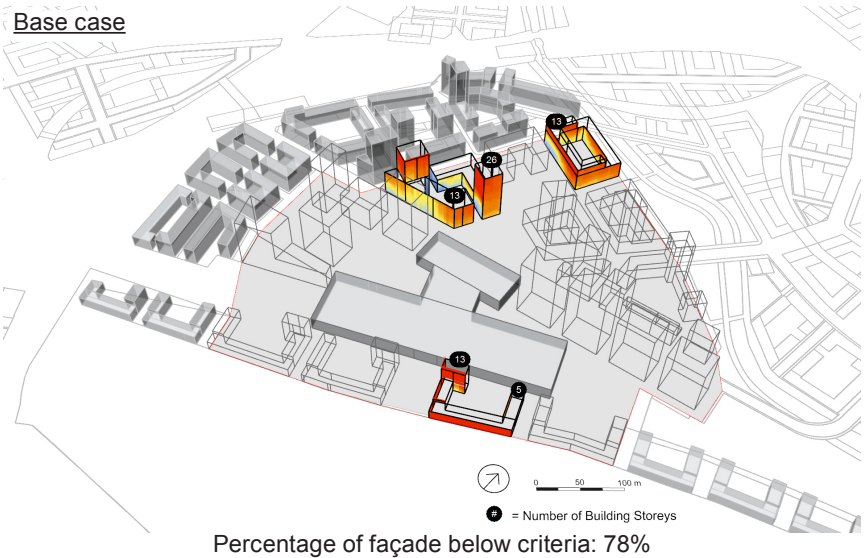 Base case
13
26
13
13
5
0 50 100 m
# = Number of Building Storeys
Percentage of façade below criteria: 78%